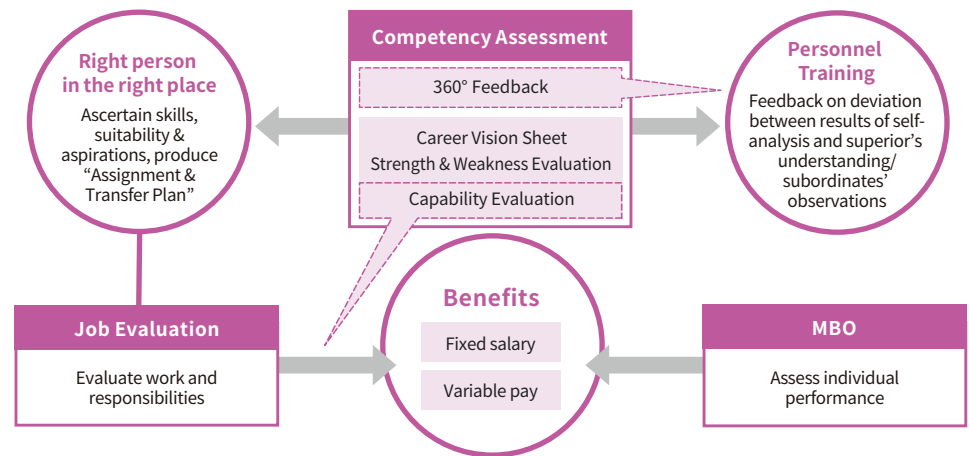 Right person
in the right place
Ascertain skills,
suitability &
aspirations, produce
“Assignment &
Transfer Plan”
Competency Assessment
360° Feedback
Career Vision Sheet
Strength & Weakness Evaluation
Capability Evaluation
Personnel
Training
Feedback on deviation
between results of self-
analysis and superior’s
understanding/
subordinates’
observations
Job Evaluation
Evaluate work and
responsibilities
Benefits
Fixed salary
Variable pay
MBO
Assess individual
performance